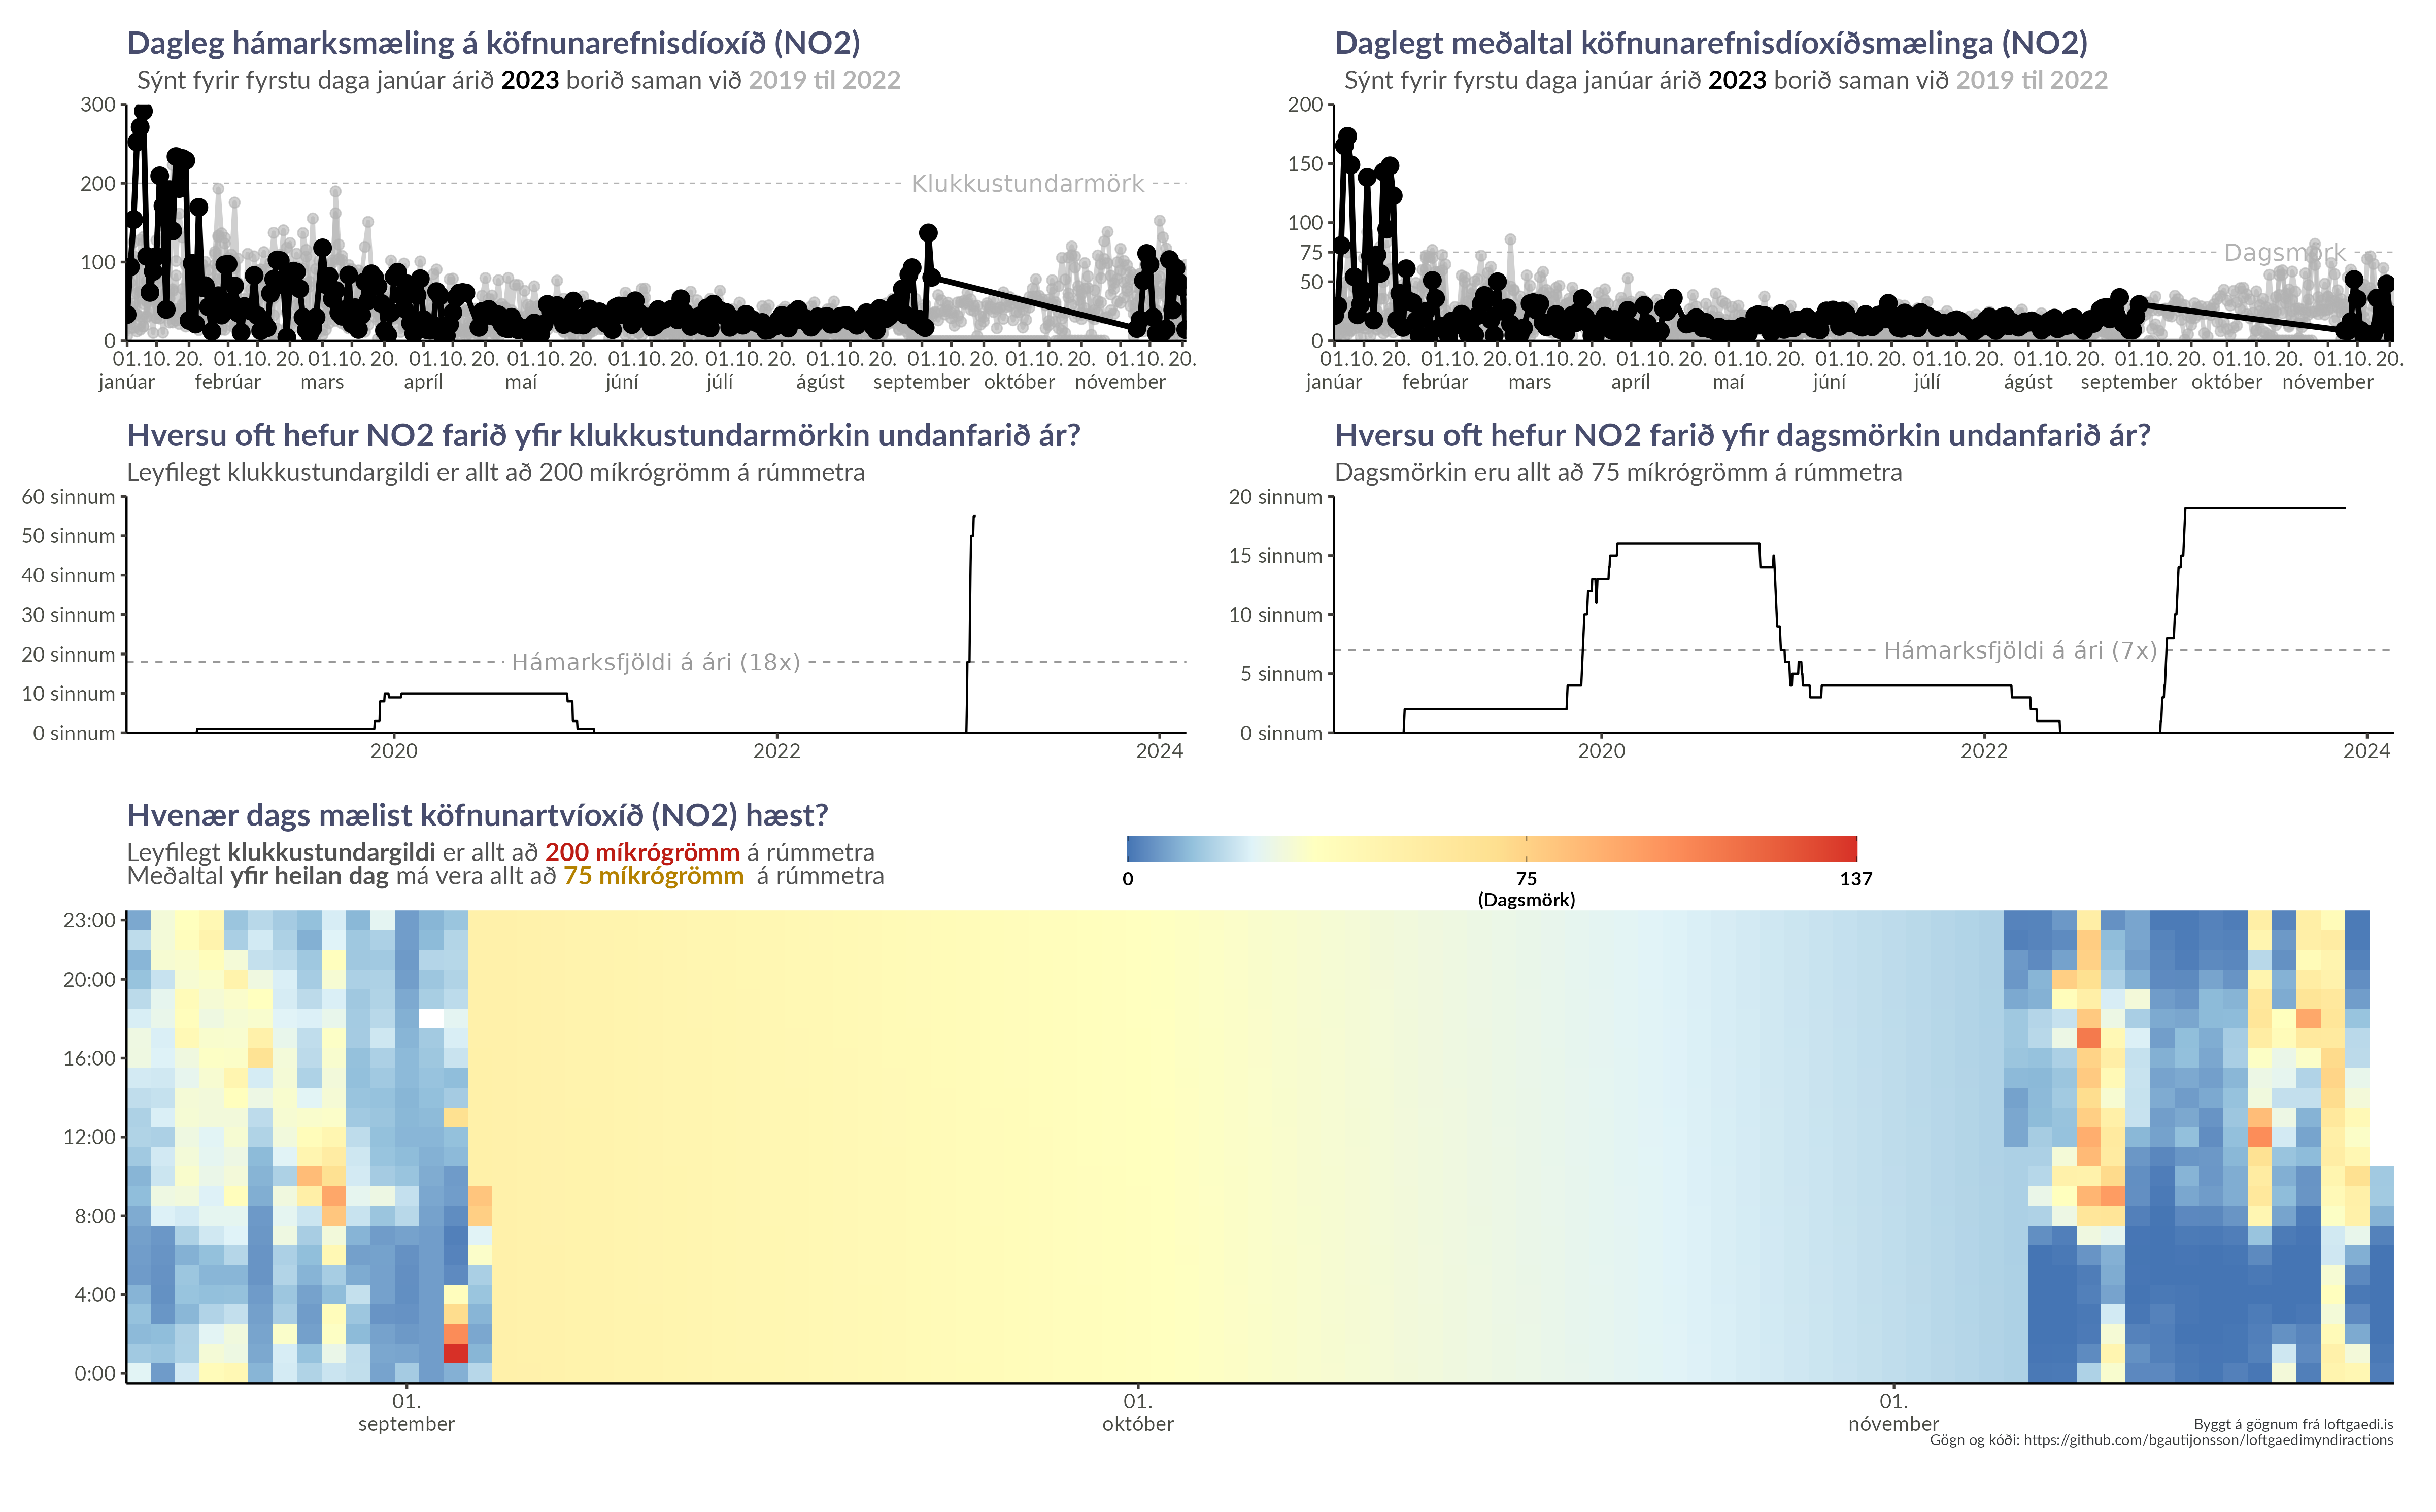 Dagleg hámarksmæling á köfnunarefnisdíoxíð (NO2)
Sýnt fyrir fyrstu daga janúar árið 2023 borið saman við 2019 til 2022
300
200
100
0
Klukkustundarmörk
01. 10. 20. 01. 10. 20. 01. 10. 20. 01. 10. 20. 01. 10. 20. 01. 10. 20. 01. 10. 20. 01. 10. 20. 01. 10. 20. 01. 10. 20. 01. 10. 20.
janúar febrúar mars apríl maí júní júlí ágúst september október nóvember
Daglegt meðaltal köfnunarefnisdíoxíðsmælinga (NO2)
Sýnt fyrir fyrstu daga janúar árið 2023 borið saman við 2019 til 2022
200
150
100
75
50
0
Dagsmörk
01. 10. 20. 01. 10. 20. 01. 10. 20. 01. 10. 20. 01. 10. 20. 01. 10. 20. 01. 10. 20. 01. 10. 20. 01. 10. 20. 01. 10. 20. 01. 10. 20.
janúar febrúar mars apríl maí júní júlí ágúst september október nóvember
Hversu oft hefur NO2 farið yfir klukkustundarmörkin undanfarið ár?
Leyfilegt klukkustundargildi er allt að 200 míkrógrömm á rúmmetra
60 sinnum
50 sinnum
40 sinnum
30 sinnum
20 sinnum
10 sinnum
0 sinnum
Hámarksfjöldi á ári (18x)
2020 2022 2024
Hversu oft hefur NO2 farið yfir dagsmörkin undanfarið ár?
Dagsmörkin eru allt að 75 míkrógrömm á rúmmetra
20 sinnum
15 sinnum
10 sinnum
5 sinnum
0 sinnum
Hámarksfjöldi á ári (7x)
2020 2022 2024
Hvenær dags mælist köfnunartvíoxíð (NO2) hæst?
Leyfilegt klukkustundargildi er allt að 200 míkrógrömm á rúmmetra
Meðaltal yfir heilan dag má vera allt að 75 míkrógrömm á rúmmetra
0 75 137
(Dagsmörk)
23:00
20:00
16:00
12:00
8:00
4:00
0:00
01. 01. 01.
september október nóvember
Byggt á gögnum frá loftgaedi.is
Gögn og kóði: https://github.com/bgautijonsson/loftgaedimyndiractions